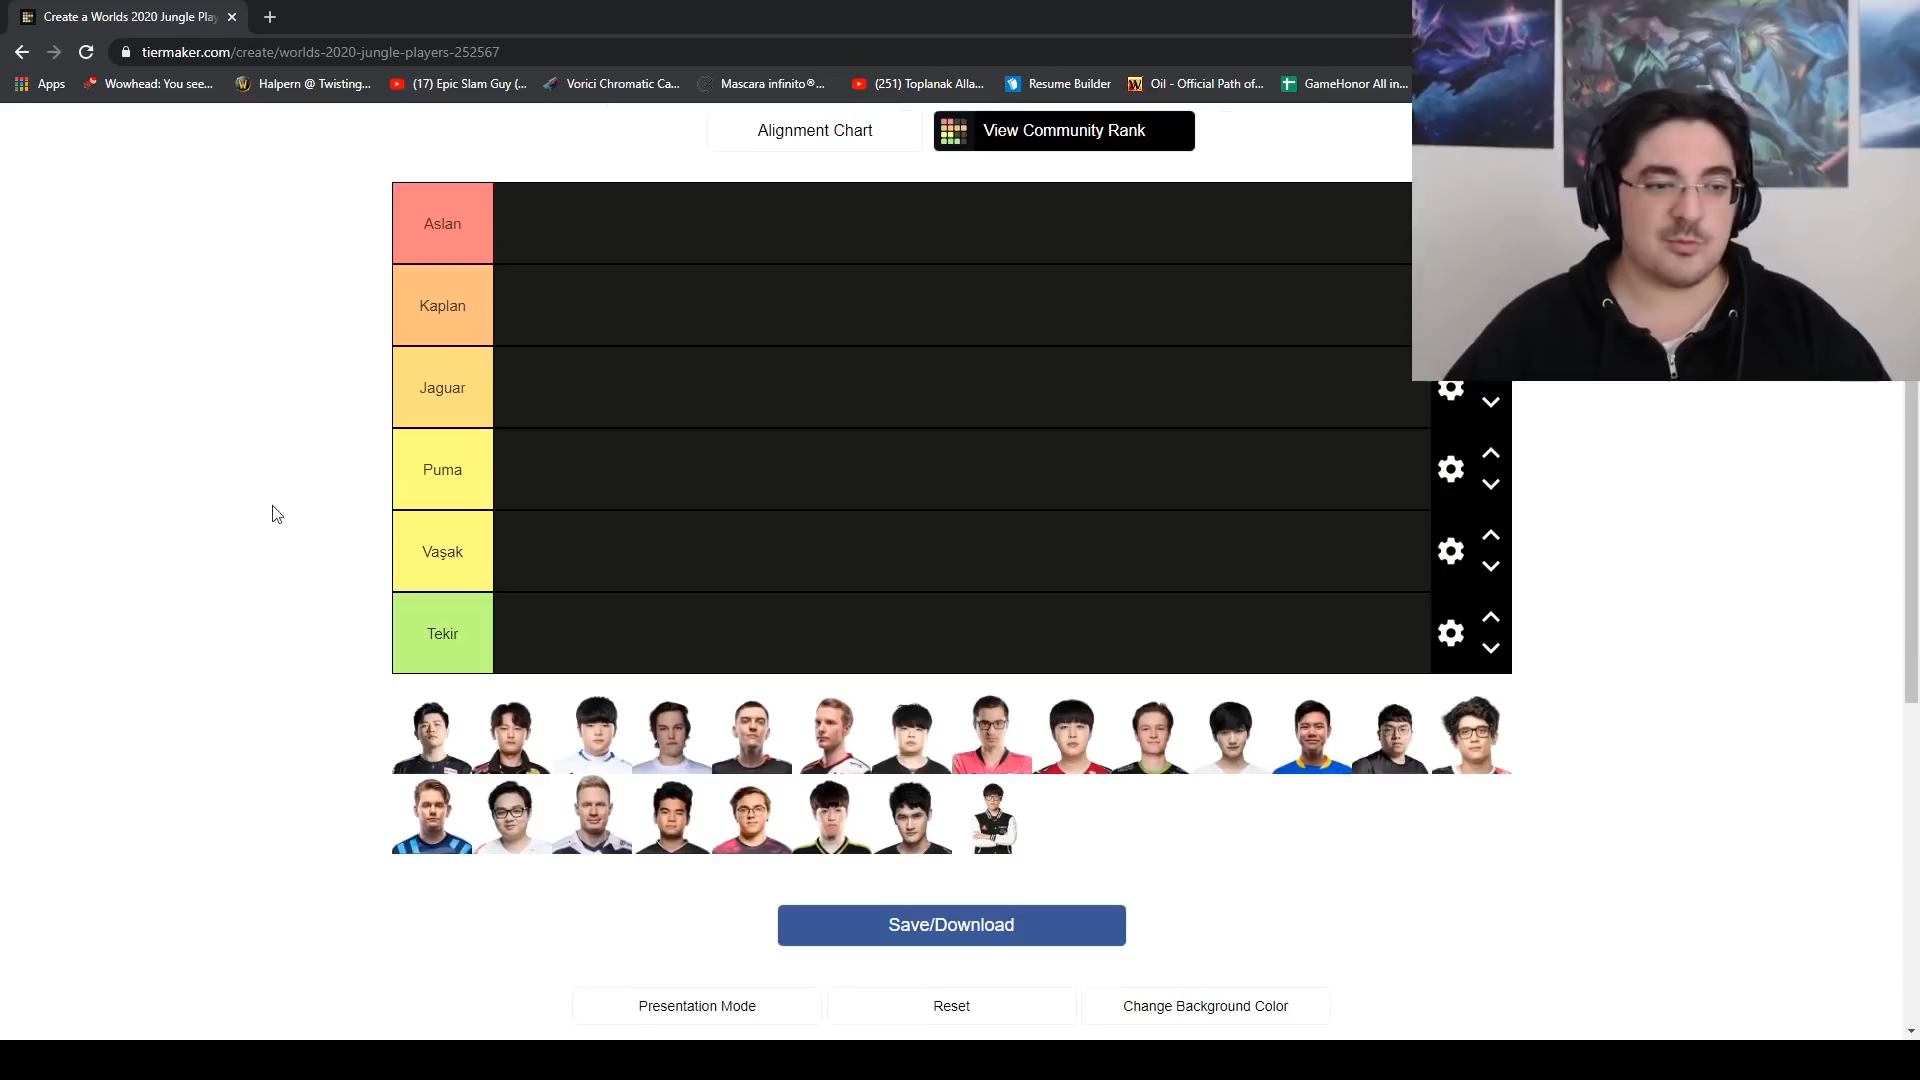 Create a Worlds 2020 Jungle Pla
tiermaker.com/create/worlds-2020-jungle-players-252567
Apps
Wowhead: You see...
Halpern @ Twisting...
(17) Epic Slam Guy (...
Vorici Chromatic Ca...
Mascara infinito®...
(251) Toplanak Alla...
Resume Builder
Oil - Official Path of...
GameHonor All in...
Alignment Chart
View Community Rank
Aslan
Kaplan
Jaguar
Puma
Vaşak
Tekir
Save/Download
Presentation Mode
Reset
Change Background Color